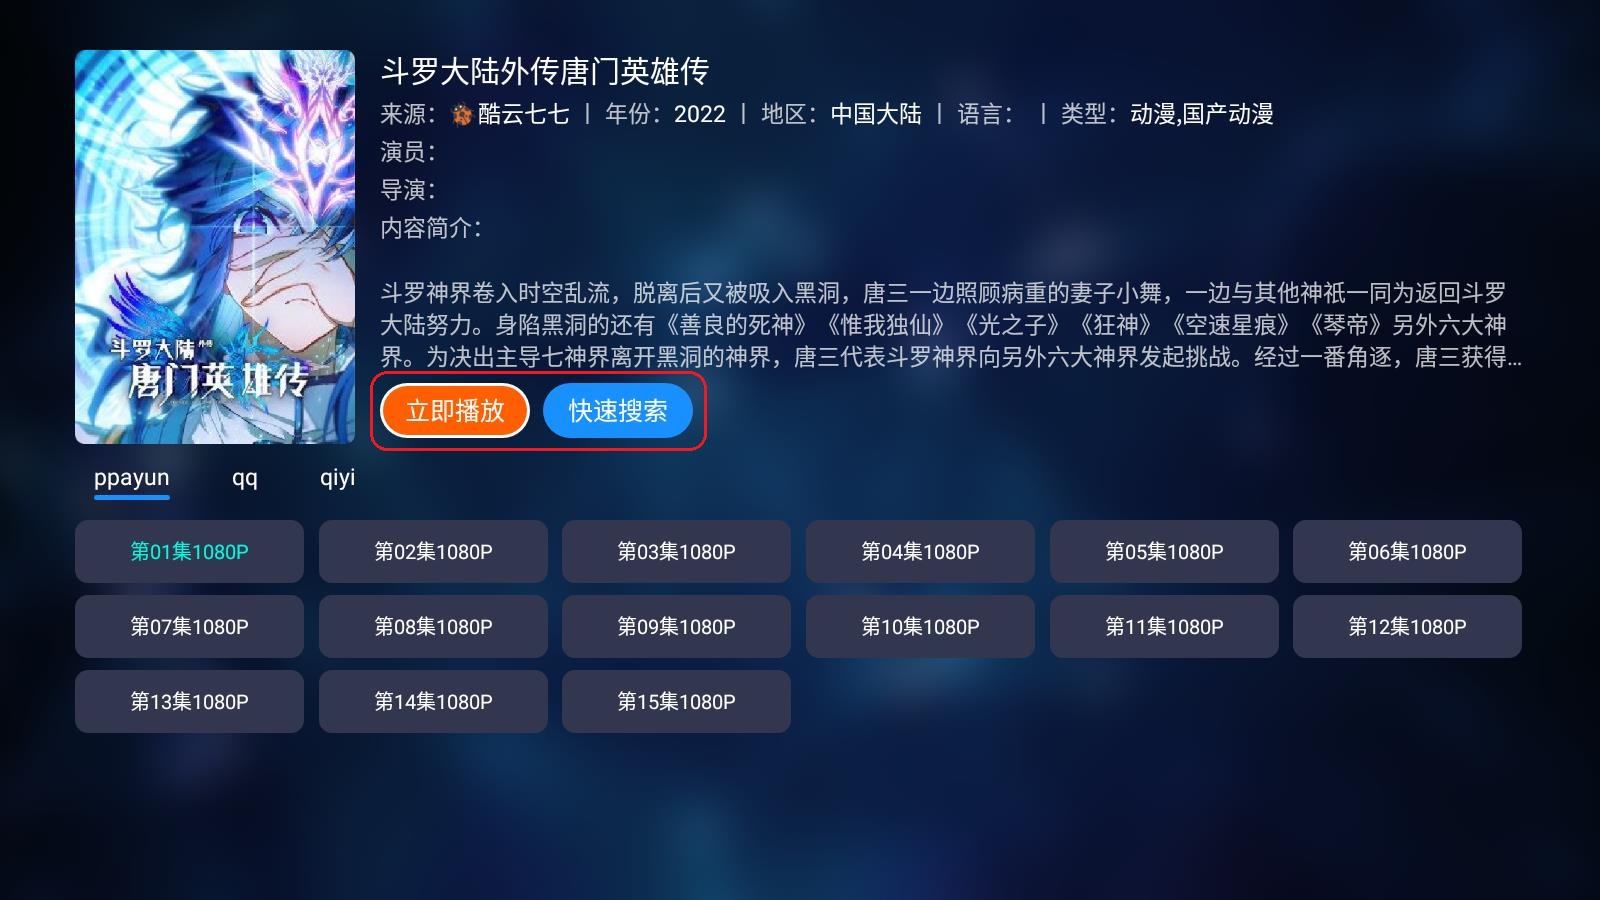 斗罗大陆外传唐门英雄传
来源：酷云七七 | 年份：2022 | 地区：中国大陆 | 语言： | 类型：动漫,国产动漫
演员：
导演：
内容简介：
斗罗神界卷入时空乱流，脱离后又被吸入黑洞，唐三一边照顾病重的妻子小舞，一边与其他神祇一同为返回斗罗
大陆努力。身陷黑洞的还有《善良的死神》《惟我独仙》《光之子》《狂神》《空速星痕》《琴帝》另外六大神
界。为决出主导七神界离开黑洞的神界，唐三代表斗罗神界向另外六大神界发起挑战。经过一番角逐，唐三获得...
斗罗大陆 外传
唐门英雄传
立即播放 快速搜索
ppayun qq qiyi
第01集1080P 第02集1080P 第03集1080P 第04集1080P 第05集1080P 第06集1080P
第07集1080P 第08集1080P 第09集1080P 第10集1080P 第11集1080P 第12集1080P
第13集1080P 第14集1080P 第15集1080P